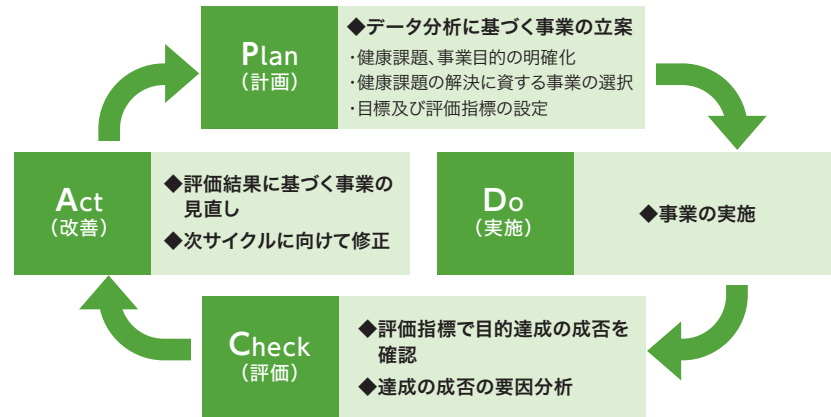 Plan
(計画)
◆データ分析に基づく事業の立案
・健康課題、事業目的の明確化
・健康課題の解決に資する事業の選択
・目標及び評価指標の設定
Do
(実施)
◆事業の実施
Check
(評価)
◆評価指標で目的達成の成否を
確認
◆達成の成否の要因分析
Act
(改善)
◆評価結果に基づく事業の
見直し
◆次サイクルに向けて修正